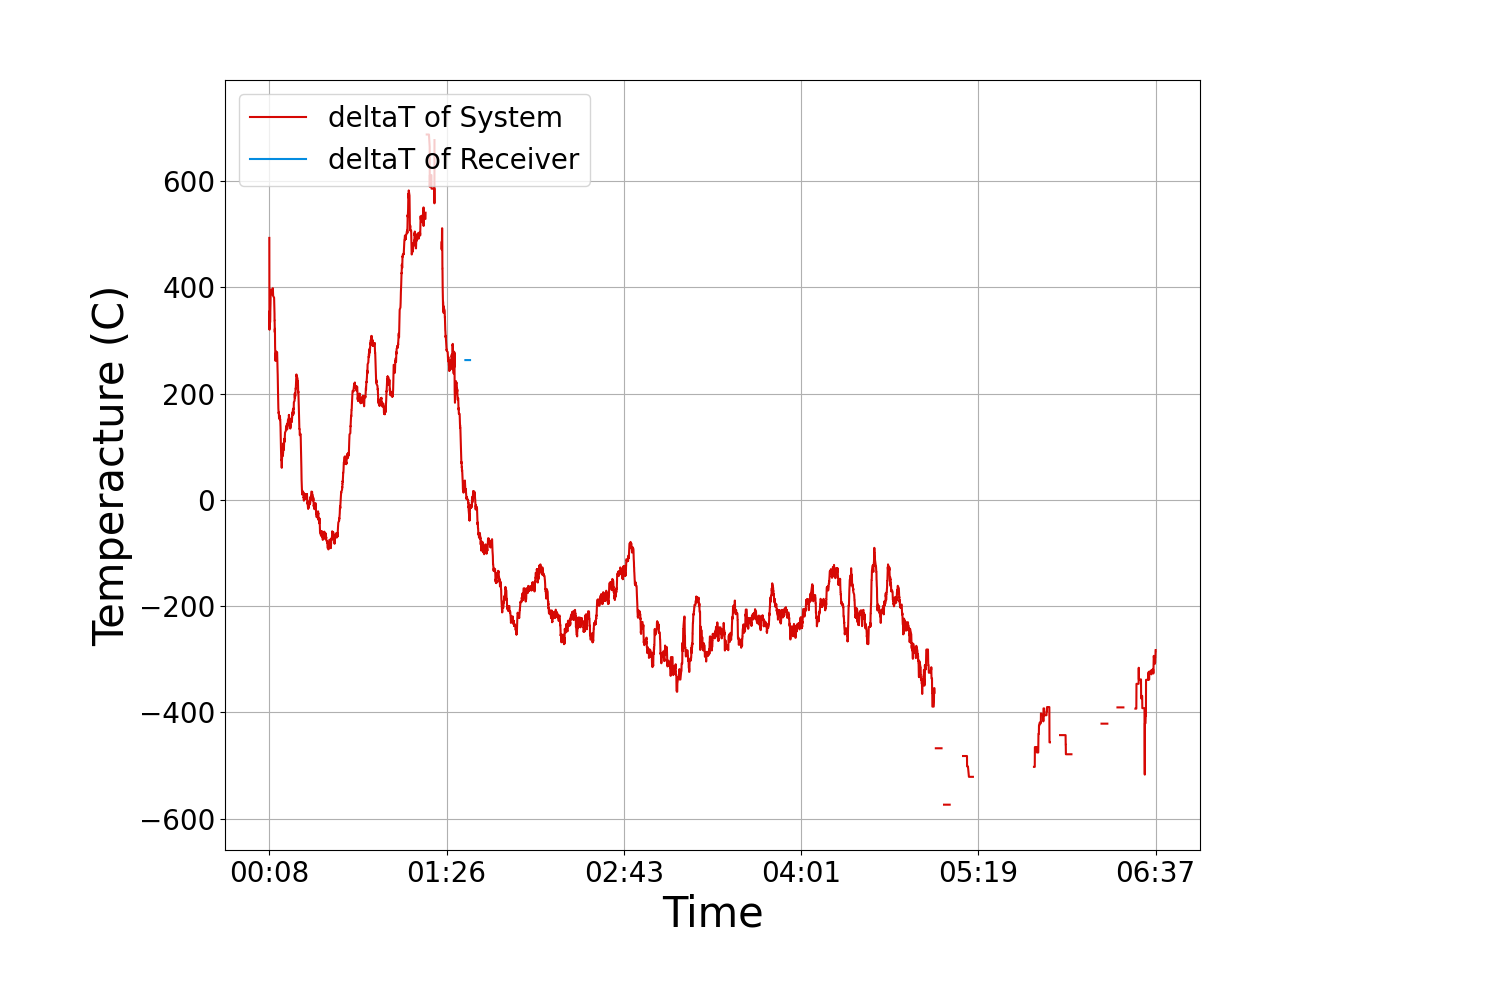 deltaT of System
deltaT of Receiver
600
400
200
0
−200
−400
−600
Temperacture (C)
00:08 01:26 02:43 04:01 05:19 06:37
Time